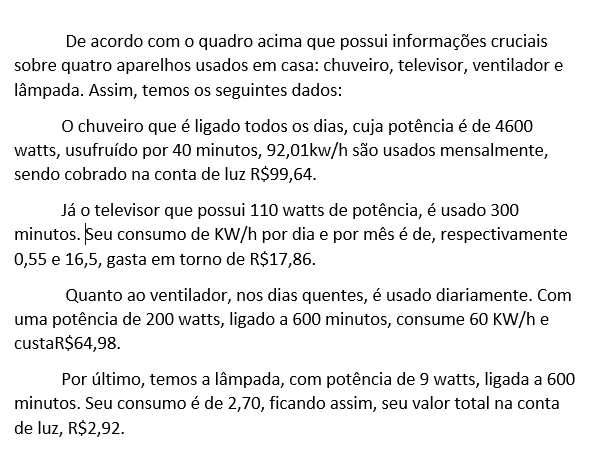 De acordo com o quadro acima que possui informações cruciais
sobre quatro aparelhos usados em casa: chuveiro, televisor, ventilador e
lâmpada. Assim, temos os seguintes dados:
O chuveiro que é ligado todos os dias, cuja potência é de 4600
watts, usufruído por 40 minutos, 92,01kw/h são usados mensalmente,
sendo cobrado na conta de luz R$99,64.
Já o televisor que possui 110 watts de potência, é usado 300
minutos. Seu consumo de KW/h por dia e por mês é de, respectivamente
0,55 e 16,5, gasta em torno de R$17,86.
Quanto ao ventilador, nos dias quentes, é usado diariamente. Com
uma potência de 200 watts, ligado a 600 minutos, consume 60 KW/h e
custaR$64,98.
Por último, temos a lâmpada, com potência de 9 watts, ligada a 600
minutos. Seu consumo é de 2,70, ficando assim, seu valor total na conta
de luz, R$2,92.